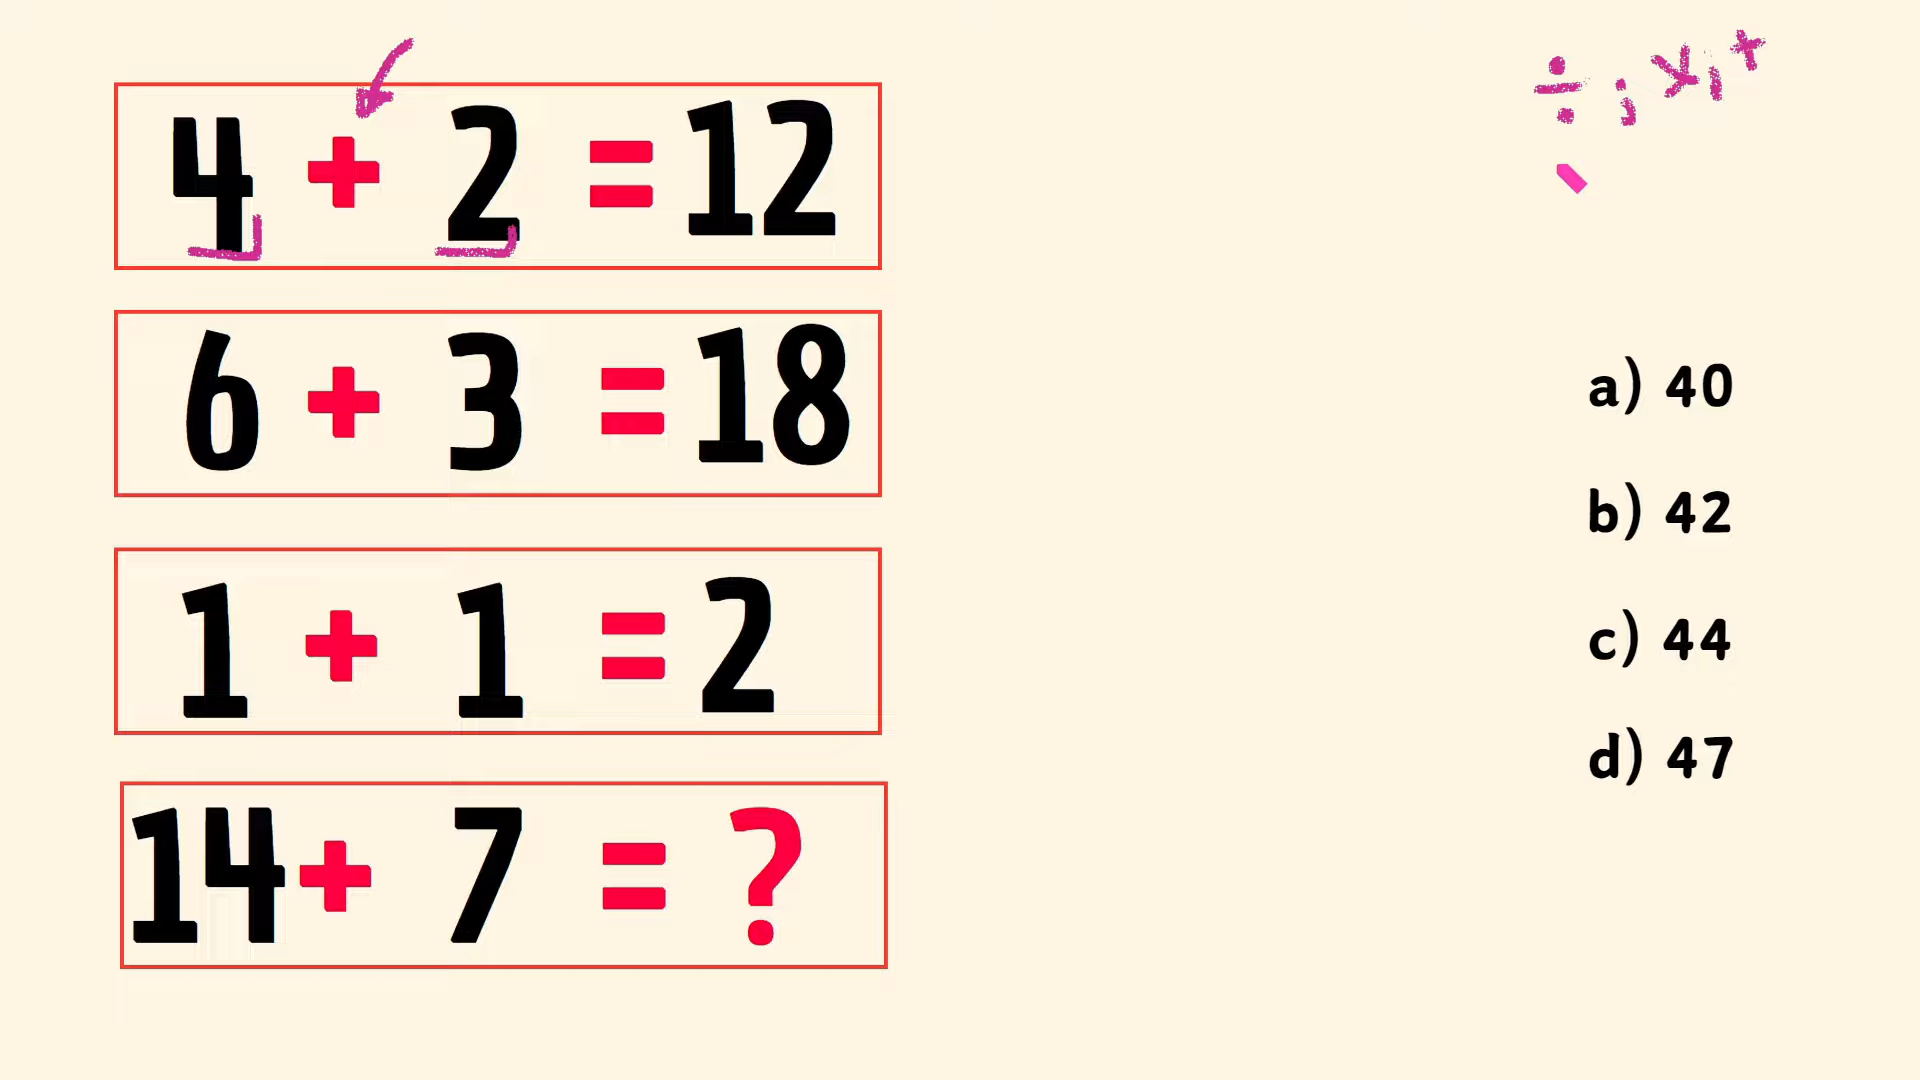 ÷ ; x, +
4 + 2 = 12
6 + 3 = 18
1 + 1 = 2
14 + 7 = ?
a) 40
b) 42
c) 44
d) 47